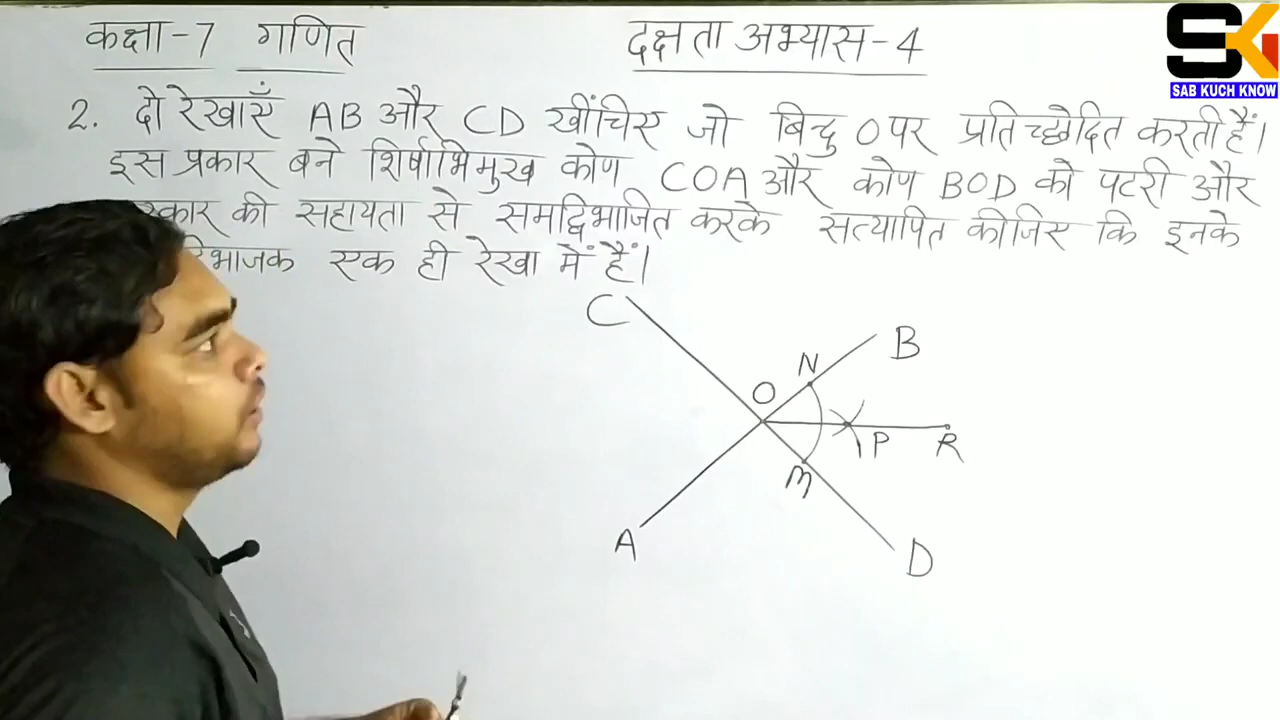 कक्षा-7 गणित
दक्षता अभ्यास-4
SK
SAB KUCH KNOW
2. दो रेखाएँ AB और CD खींचिए जो बिन्दु O पर प्रतिच्छेदित करती हैं।
इस प्रकार बने शिर्षाभिमुख कोण COA और कोण BOD को पटरी और
रकार की सहायता से समद्विभाजित करके सत्यापित कीजिए कि इनके
द्विभाजक एक ही रेखा में हैं।
C
B
N
O
P
R
M
A
D